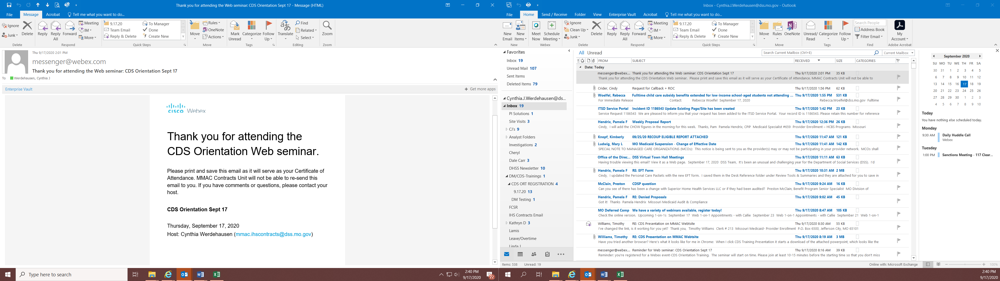 Thank you for attending the Web seminar: CDS Orientation Sept 17 - Message (HTML)
File Message Acrobat Tell me what you want to do...
Ignore
Junk
Delete
Reply
Reply All
Forward
Meeting
IM
More
9.17.20
Team Email
Reply & Delete
To Manager
Done
Create New
Move
Rules
OneNote
Actions
Mark Unread
Categorize
Follow Up
Translate
Find
Related
Select
Zoom
Delete Respond Quick Steps Move Tags Editing Zoom
Thu 9/17/2020 2:01 PM
messenger@webex.com
Thank you for attending the Web seminar: CDS Orientation Sept 17
To Werdehausen, Cynthia J
Enterprise Vault + Get more apps
cisco Webex
Thank you for attending the
CDS Orientation Web seminar.
Please print and save this email as it will serve as your Certificate of
Attendance. MMAC Contracts Unit will not be able to re-send this
email to you. If you have comments or questions, please contact your
host.
CDS Orientation Sept 17
Thursday, September 17, 2020
Host: Cynthia Werdehausen (mmac.ihscontracts@dss.mo.gov)
Type here to search
22
2:40 PM
9/17/2020
Inbox - Cynthia.J.Werdehausen@dss.mo.gov - Outlook
File Home Send / Receive Folder View Enterprise Vault Acrobat Tell me what you want to do...
New Email
New Items
Meet Now
Schedule Meeting
Ignore
Clean Up
Junk
Delete
Reply
Reply All
Forward
Meeting
IM
More
9.17.20
Team Email
Reply & Delete
To Manager
Done
Create New
Move
Rules
OneNote
Unread/ Read
Categorize
Follow Up
Search People
Address Book
Filter Email
My Account
New Webex Delete Respond Quick Steps Move Tags Find Adobe Acrobat
Favorites
Inbox 19
Unread Mail 107
Sent Items
Deleted Items 79
Cynthia.J.Werdehausen@ds...
Inbox 19
PI Solutions 1
Site Visits 3
CJ's 9
Analyst Folders
Investigations 2
Cheryl
Dale Carr 3
DHSS Newsletter 10
DM/CDS-Trainings 1
CDS ORT REGISTRATION 4
9.17.20 13
DM Testing 1
FCSR
IHS Contracts Email
Kathryn D 3
Lamis
Leave/Overtime
Linda J
All Unread
Search Current Mailbox (Ctrl+E) Current Mailbox
FROM SUBJECT RECEIVED SIZE CATEGORIES
Date: Today
messenger@webex.... Thank you for attending the Web seminar: CDS Orientation Sept 17 Thu 9/17/2020 2:01 PM 35 KB
Thank you for attending the CDS Orientation Web seminar. Please print and save this email as it will serve as your Certificate of Attendance. MMAC Contracts Unit will not be able to
Crider, Cindy Request for Callback + ROC Thu 9/17/2020 1:56 PM 62 KB
Woelfel, Rebecca Fulltime child care subsidy benefits extended for low-income school-aged students not attending ... Thu 9/17/2020 1:55 PM 531 KB
For Immediate Release Contact: Rebecca Woelfel September 17, 2020 Rebecca.Woelfel@dss.mo.gov Fulltime
ITSD Service Portal Incident ID 1186543 Update Existing Page/Site has been created Thu 9/17/2020 1:42 PM 23 KB
Service Request 1186543 We are pleased to inform you that your request has been added to the ITSD Service Portal. Your record ID is 1186543. Please retain this number for reference
Hendrix, Pamela F Weekly Proposal Report Thu 9/17/2020 12:36 PM 26 KB
Cindy, I will add the CHOW figures in the morning for this week. Thanks, Pam Pamela Hendrix, CPIP Medicaid Specialist #659 Provider Enrollment – HCBS Programs Missouri
Knopf, Kimberly 09/25/20 RECOUP ELIGIBLE REPORT ATTACHED Thu 9/17/2020 11:47 AM 121 KB
Ludwig, Mary L MO Medicaid Suspension - Change of Effective Date Thu 9/17/2020 11:41 AM 142 KB
SPECIAL NOTE TO MANAGED CARE ORGANIZATIONS (MCOs): This notice is being sent to you as the provider(s) may or may not be participating in your provider network. MCOs shall
Office of the Direc... DSS Virtual Town Hall Meetings Thu 9/17/2020 11:11 AM 63 KB
Having trouble viewing this email? View it as a Web page. September 17, 2020 DSS Team, It's been an unusual and challenging year for the Department of Social Services (DSS). I'd
Hendrix, Pamela F RE: EFT Form Thu 9/17/2020 10:31 AM 2 MB
Cindy, I updated the Personal Care Packets with the new EFT form. I saved them in the Desk Reference folder under Review Tools & Summaries and they are attached for you to save in
McClain, Preston CDSP question Thu 9/17/2020 9:24 AM 16 KB
Can you see of there has been a change with Superior Home Health Services LLC or if they had been audited? Preston McClain, Benefit Program Senior Specialist MO Division of
Hendrix, Pamela F RE: Denied Proposals Thu 9/17/2020 9:02 AM 45 KB
Got it! Thanks Pamela Hendrix Missouri Medicaid Audit & Compliance
MO Deferred Comp We have a variety of webinars available, register today! Thu 9/17/2020 8:47 AM 105 KB
Check the online version. Upcoming 1-on-1s September 17 Web 1-on-1 Appointments - with Callie September 23 Web 1-on-1 Appointments - with Callie September 21 Web 1-on-1
Williams, Timothy RE: CDS Presentation on MMAC Webtsite Thu 9/17/2020 8:30 AM 55 KB
I've changed the link, is it working for you yet? Thank you, Timothy Williams Clerk # 213 Missouri Medicaid- Provider Enrollment P.O. Box 6500, Jefferson City, MO 65101
Williams, Timothy RE: CDS Presentation on MMAC Webtsite Thu 9/17/2020 8:19 AM 3 MB
Have you tried another browser? Here's what it looks like for me in Chrome: When I click CDS Training Presentation it starts a download of the attached powerpoint, which looks like the
messenger@webex.... Reminder for Web seminar: CDS Orientation Sept 17 Thu 9/17/2020 8:16 AM 39 KB
Reminder: you're registered for a Webex event-CDS Orientation Training. The seminar will start on time. Please join at least 10-15 minutes before the starting time so that you don't miss
September 2020
SU MO TU WE TH FR SA
30 31 1 2 3 4 5
6 7 8 9 10 11 12
13 14 15 16 17 18 19
20 21 22 23 24 25 26
27 28 29 30 1 2 3
4 5 6 7 8 9 10
Today
You have nothing else scheduled today.
Monday
9:30 AM Daily Huddle Call
Webex
Tuesday
1:00 PM Sanctions Meeting - 117 Clear...
Items: 538 Unread: 19 Online with: Microsoft Exchange 100%
2:40 PM
9/17/2020